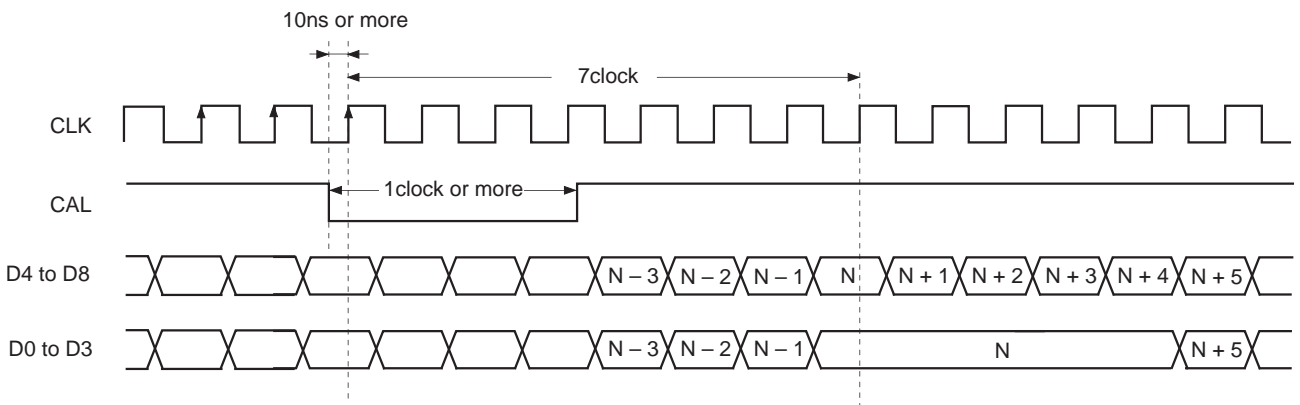 10ns or more
7clock
CLK
1clock or more
CAL
D4 to D8
N – 3 N – 2 N – 1 N N + 1 N + 2 N + 3 N + 4 N + 5
D0 to D3
N – 3 N – 2 N – 1 N N + 5